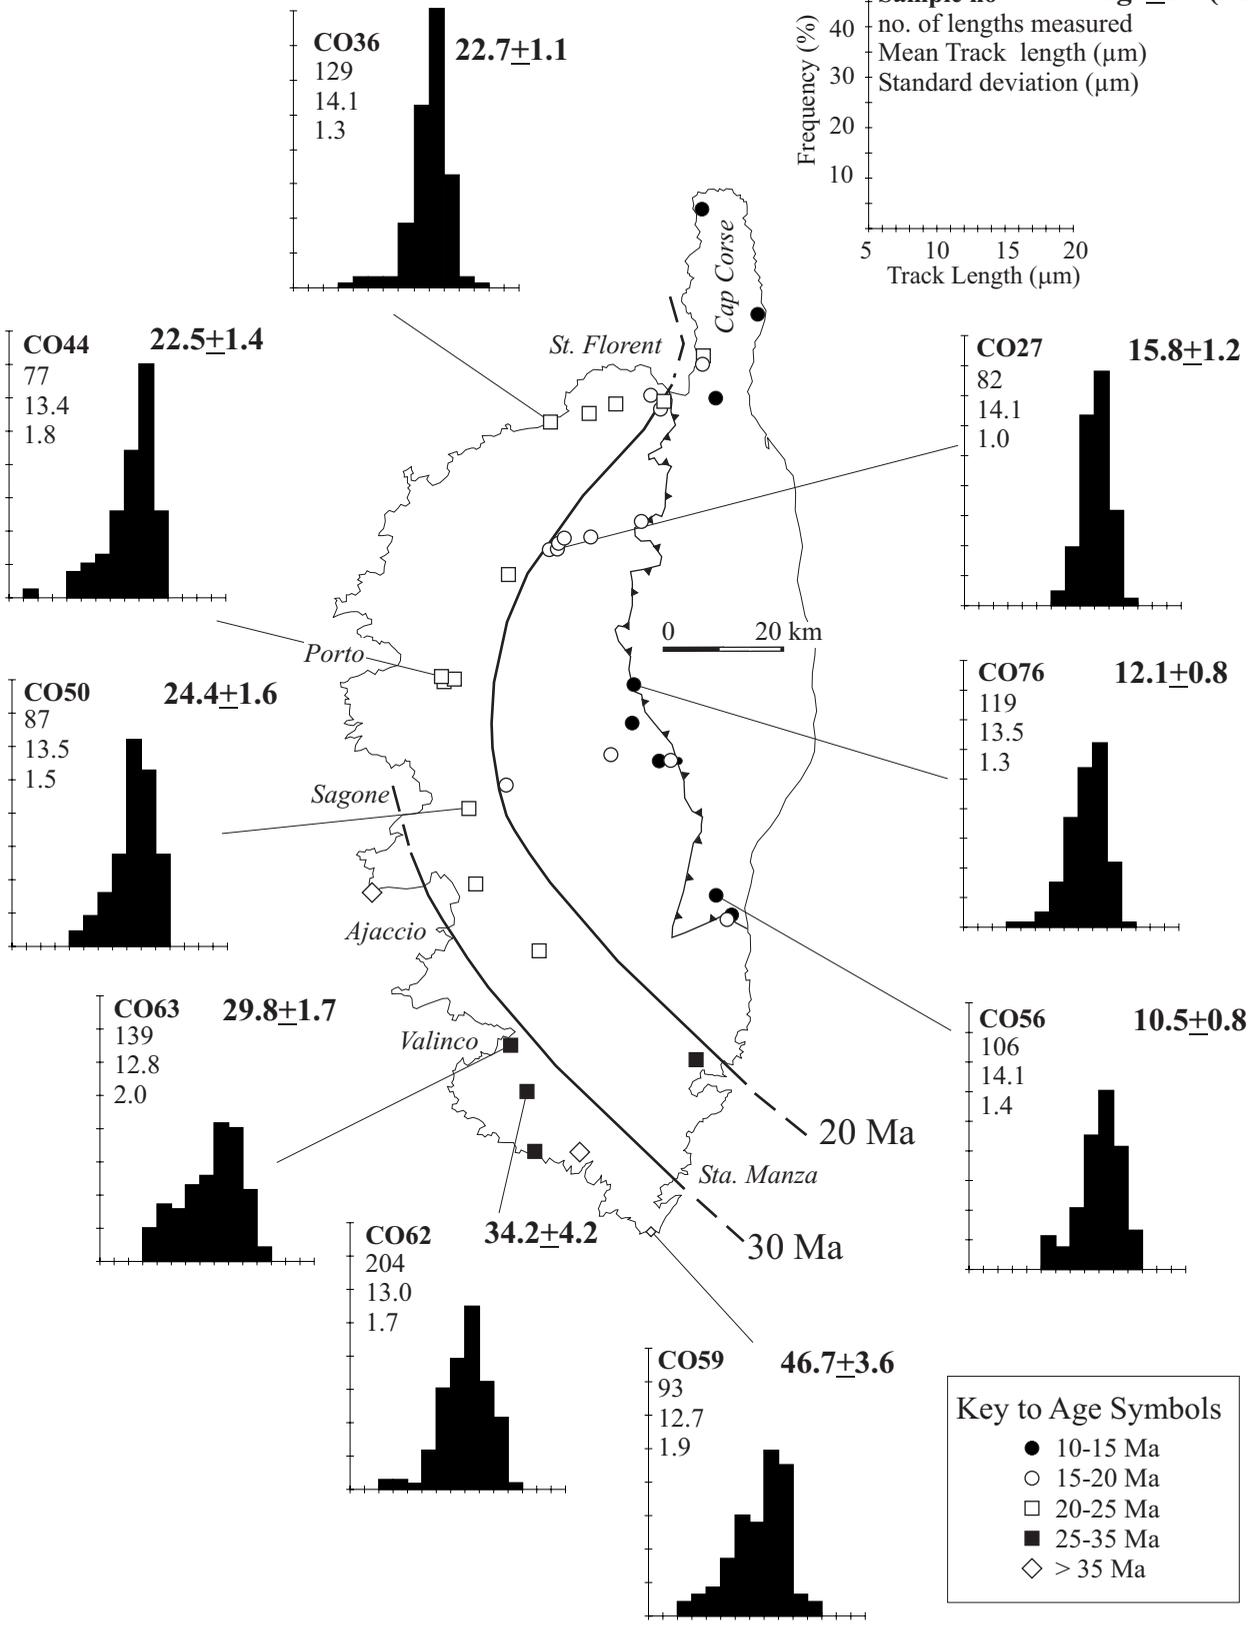 CO36
129
14.1
1.3
22.7±1.1
Sample no
no. of lengths measured
Mean Track length (µm)
Standard deviation (µm)
Frequency (%)
40
30
20
10
5 10 15 20
Track Length (µm)
Cap Corse
St. Florent
CO44
77
13.4
1.8
22.5±1.4
CO27
82
14.1
1.0
15.8±1.2
0 20 km
Porto
CO50
87
13.5
1.5
24.4±1.6
CO76
119
13.5
1.3
12.1±0.8
Sagone
Ajaccio
CO63
139
12.8
2.0
29.8±1.7
Valinco
CO56
106
14.1
1.4
10.5±0.8
20 Ma
Sta. Manza
30 Ma
CO62
204
13.0
1.7
34.2±4.2
CO59
93
12.7
1.9
46.7±3.6
Key to Age Symbols
10-15 Ma
15-20 Ma
20-25 Ma
25-35 Ma
> 35 Ma